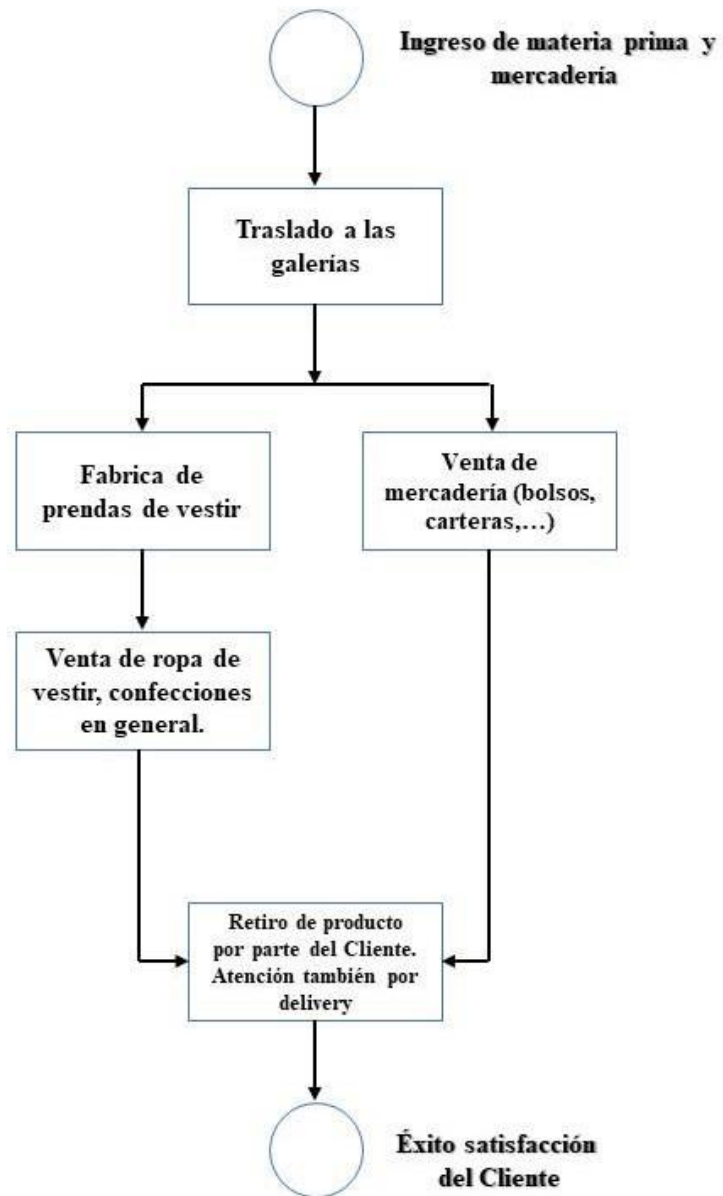 Ingreso de materia prima y
mercadería
Traslado a las
galerías
Fabrica de
prendas de vestir
Venta de
mercadería (bolsos,
carteras,...)
Venta de ropa de
vestir, confecciones
en general.
Retiro de producto
por parte del Cliente.
Atención también por
delivery
Éxito satisfacción
del Cliente